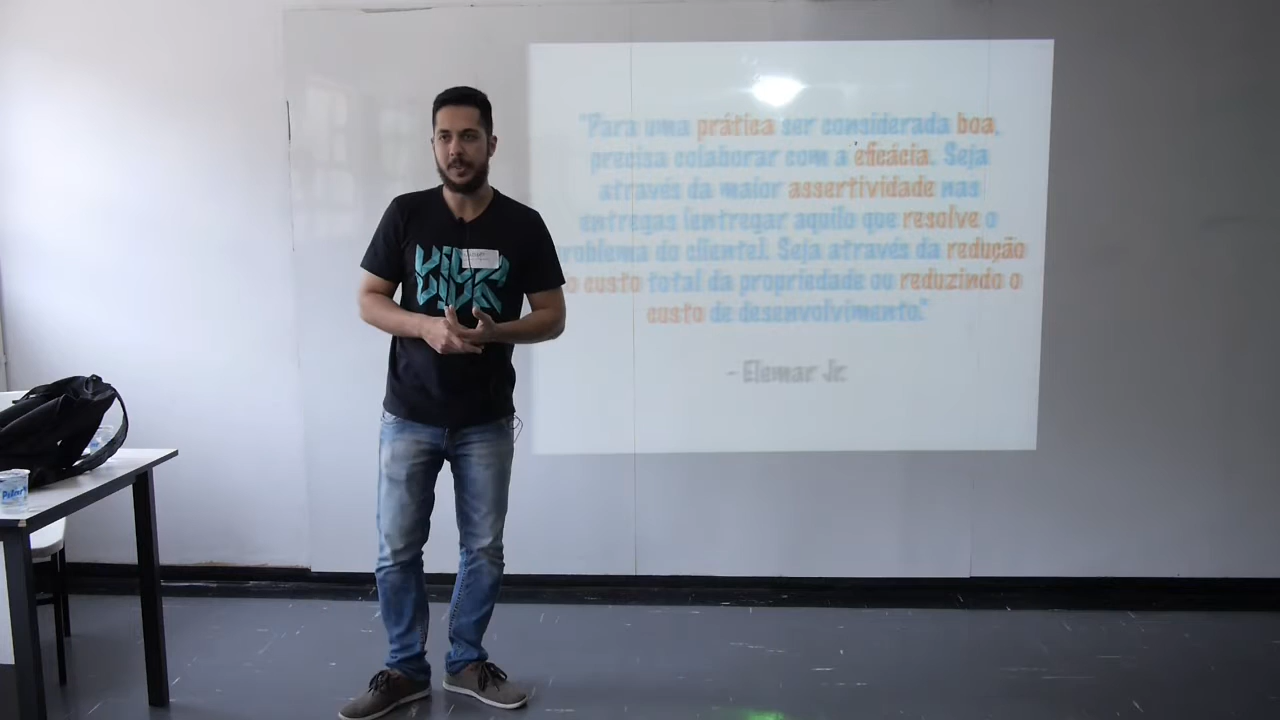 "Para uma prática ser considerada boa,
precisa colaborar com a eficácia. Seja
através da maior assertividade nas
entregas (entregar aquilo que resolve o
problema do cliente). Seja através da redução
o custo total da propriedade ou reduzindo o
custo de desenvolvimento."
- Elemar Jr.